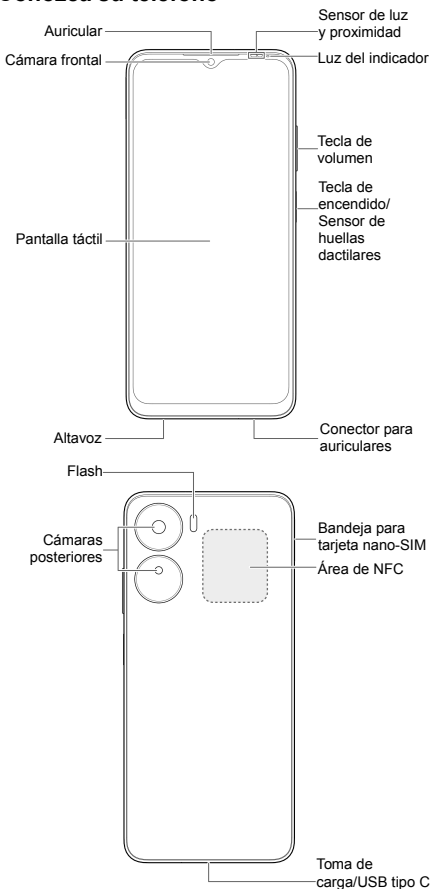 Conozca su teléfono
Auricular
Sensor de luz
y proximidad
Cámara frontal
Luz del indicador
Tecla de
volumen
Tecla de
encendido/
Sensor de
huellas
dactilares
Pantalla táctil
Altavoz
Conector para
auriculares
Flash
Cámaras
posteriores
Bandeja para
tarjeta nano-SIM
Área de NFC
Toma de
carga/USB tipo C